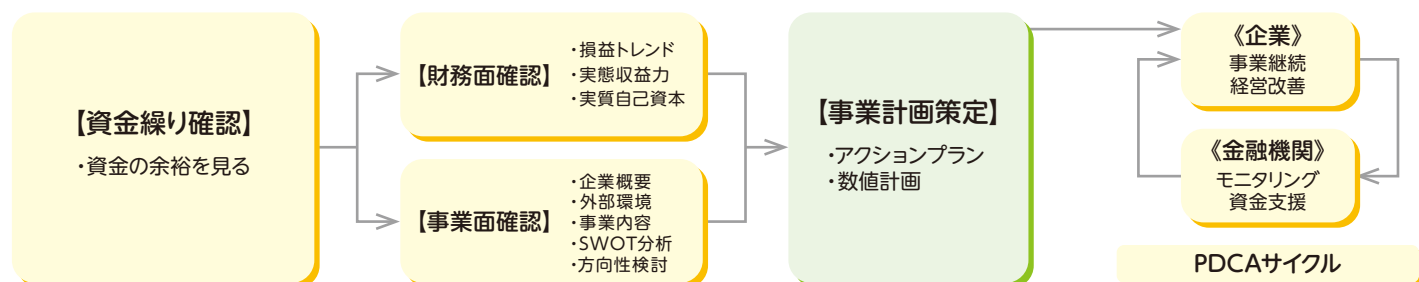 【資金繰り確認】
・資金の余裕を見る
【財務面確認】
・損益トレンド
・実態収益力
・実質自己資本
【事業面確認】
・企業概要
・外部環境
・事業内容
・SWOT分析
・方向性検討
【事業計画策定】
・アクションプラン
・数値計画
《企業》
事業継続
経営改善
《金融機関》
モニタリング
資金支援
PDCAサイクル